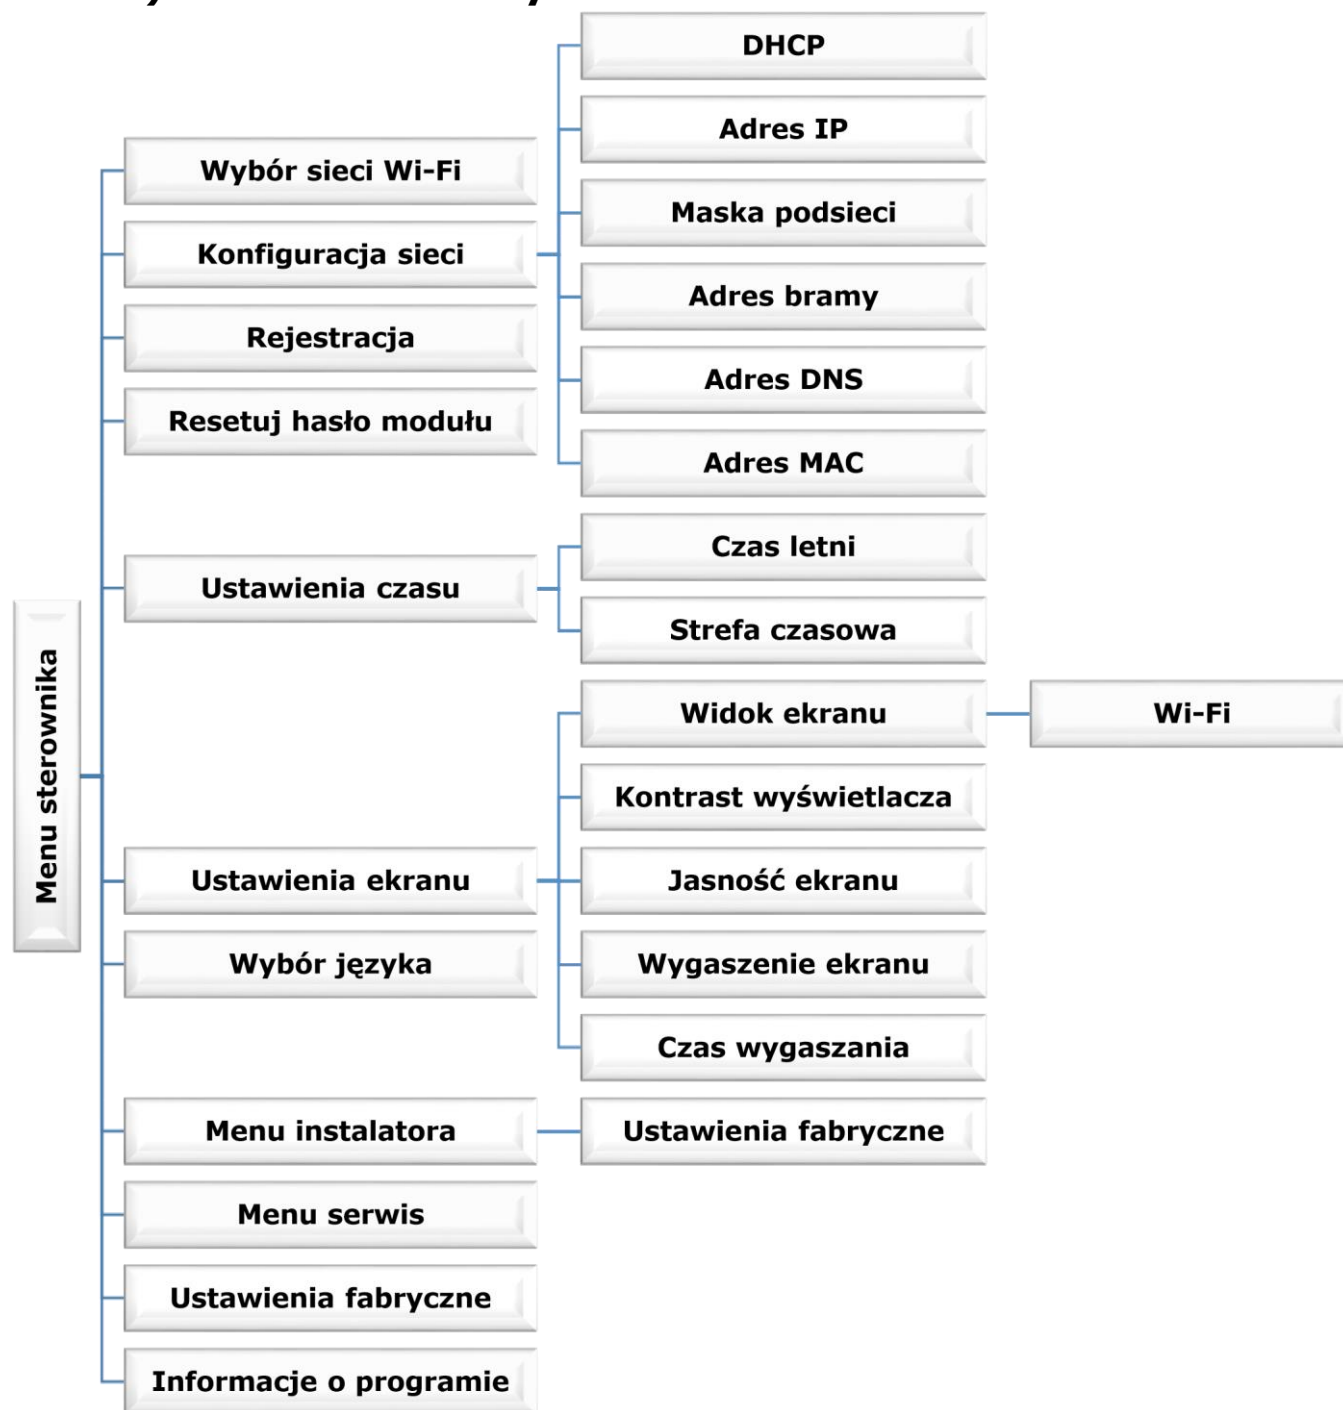 Menu sterownika
Wybór sieci Wi-Fi
Konfiguracja sieci
DHCP
Adres IP
Maska podsieci
Adres bramy
Adres DNS
Adres MAC
Rejestracja
Resetuj hasło modułu
Ustawienia czasu
Czas letni
Strefa czasowa
Ustawienia ekranu
Widok ekranu
Wi-Fi
Kontrast wyświetlacza
Jasność ekranu
Wygaszenie ekranu
Czas wygaszania
Wybór języka
Menu instalatora
Ustawienia fabryczne
Menu serwis
Ustawienia fabryczne
Informacje o programie